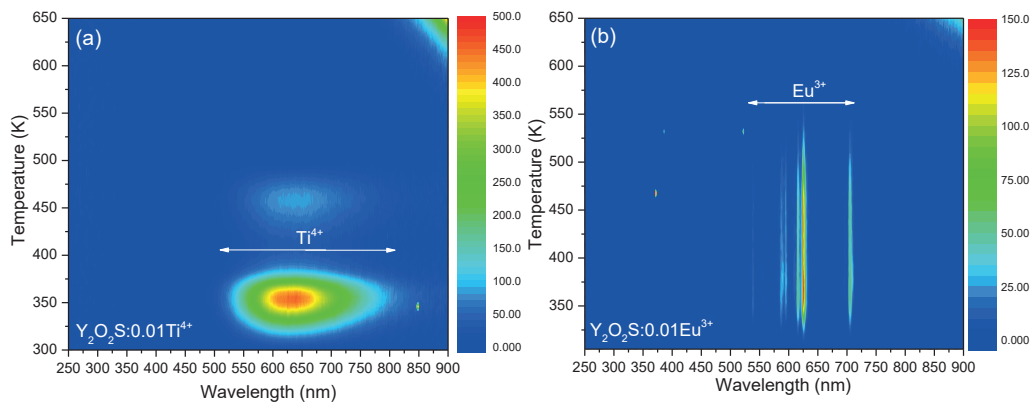 (a)
Ti⁴⁺
Y₂O₂S:0.01Ti⁴⁺
Temperature (K)
650
600
550
500
450
400
350
300
250 300 350 400 450 500 550 600 650 700 750 800 850 900
Wavelength (nm)
500.0
450.0
400.0
350.0
300.0
250.0
200.0
150.0
100.0
50.00
0.000
(b)
Eu³⁺
Y₂O₂S:0.01Eu³⁺
Temperature (K)
650
600
550
500
450
400
350
250 300 350 400 450 500 550 600 650 700 750 800 850 900
Wavelength (nm)
150.0
125.0
100.0
75.00
50.00
25.00
0.000